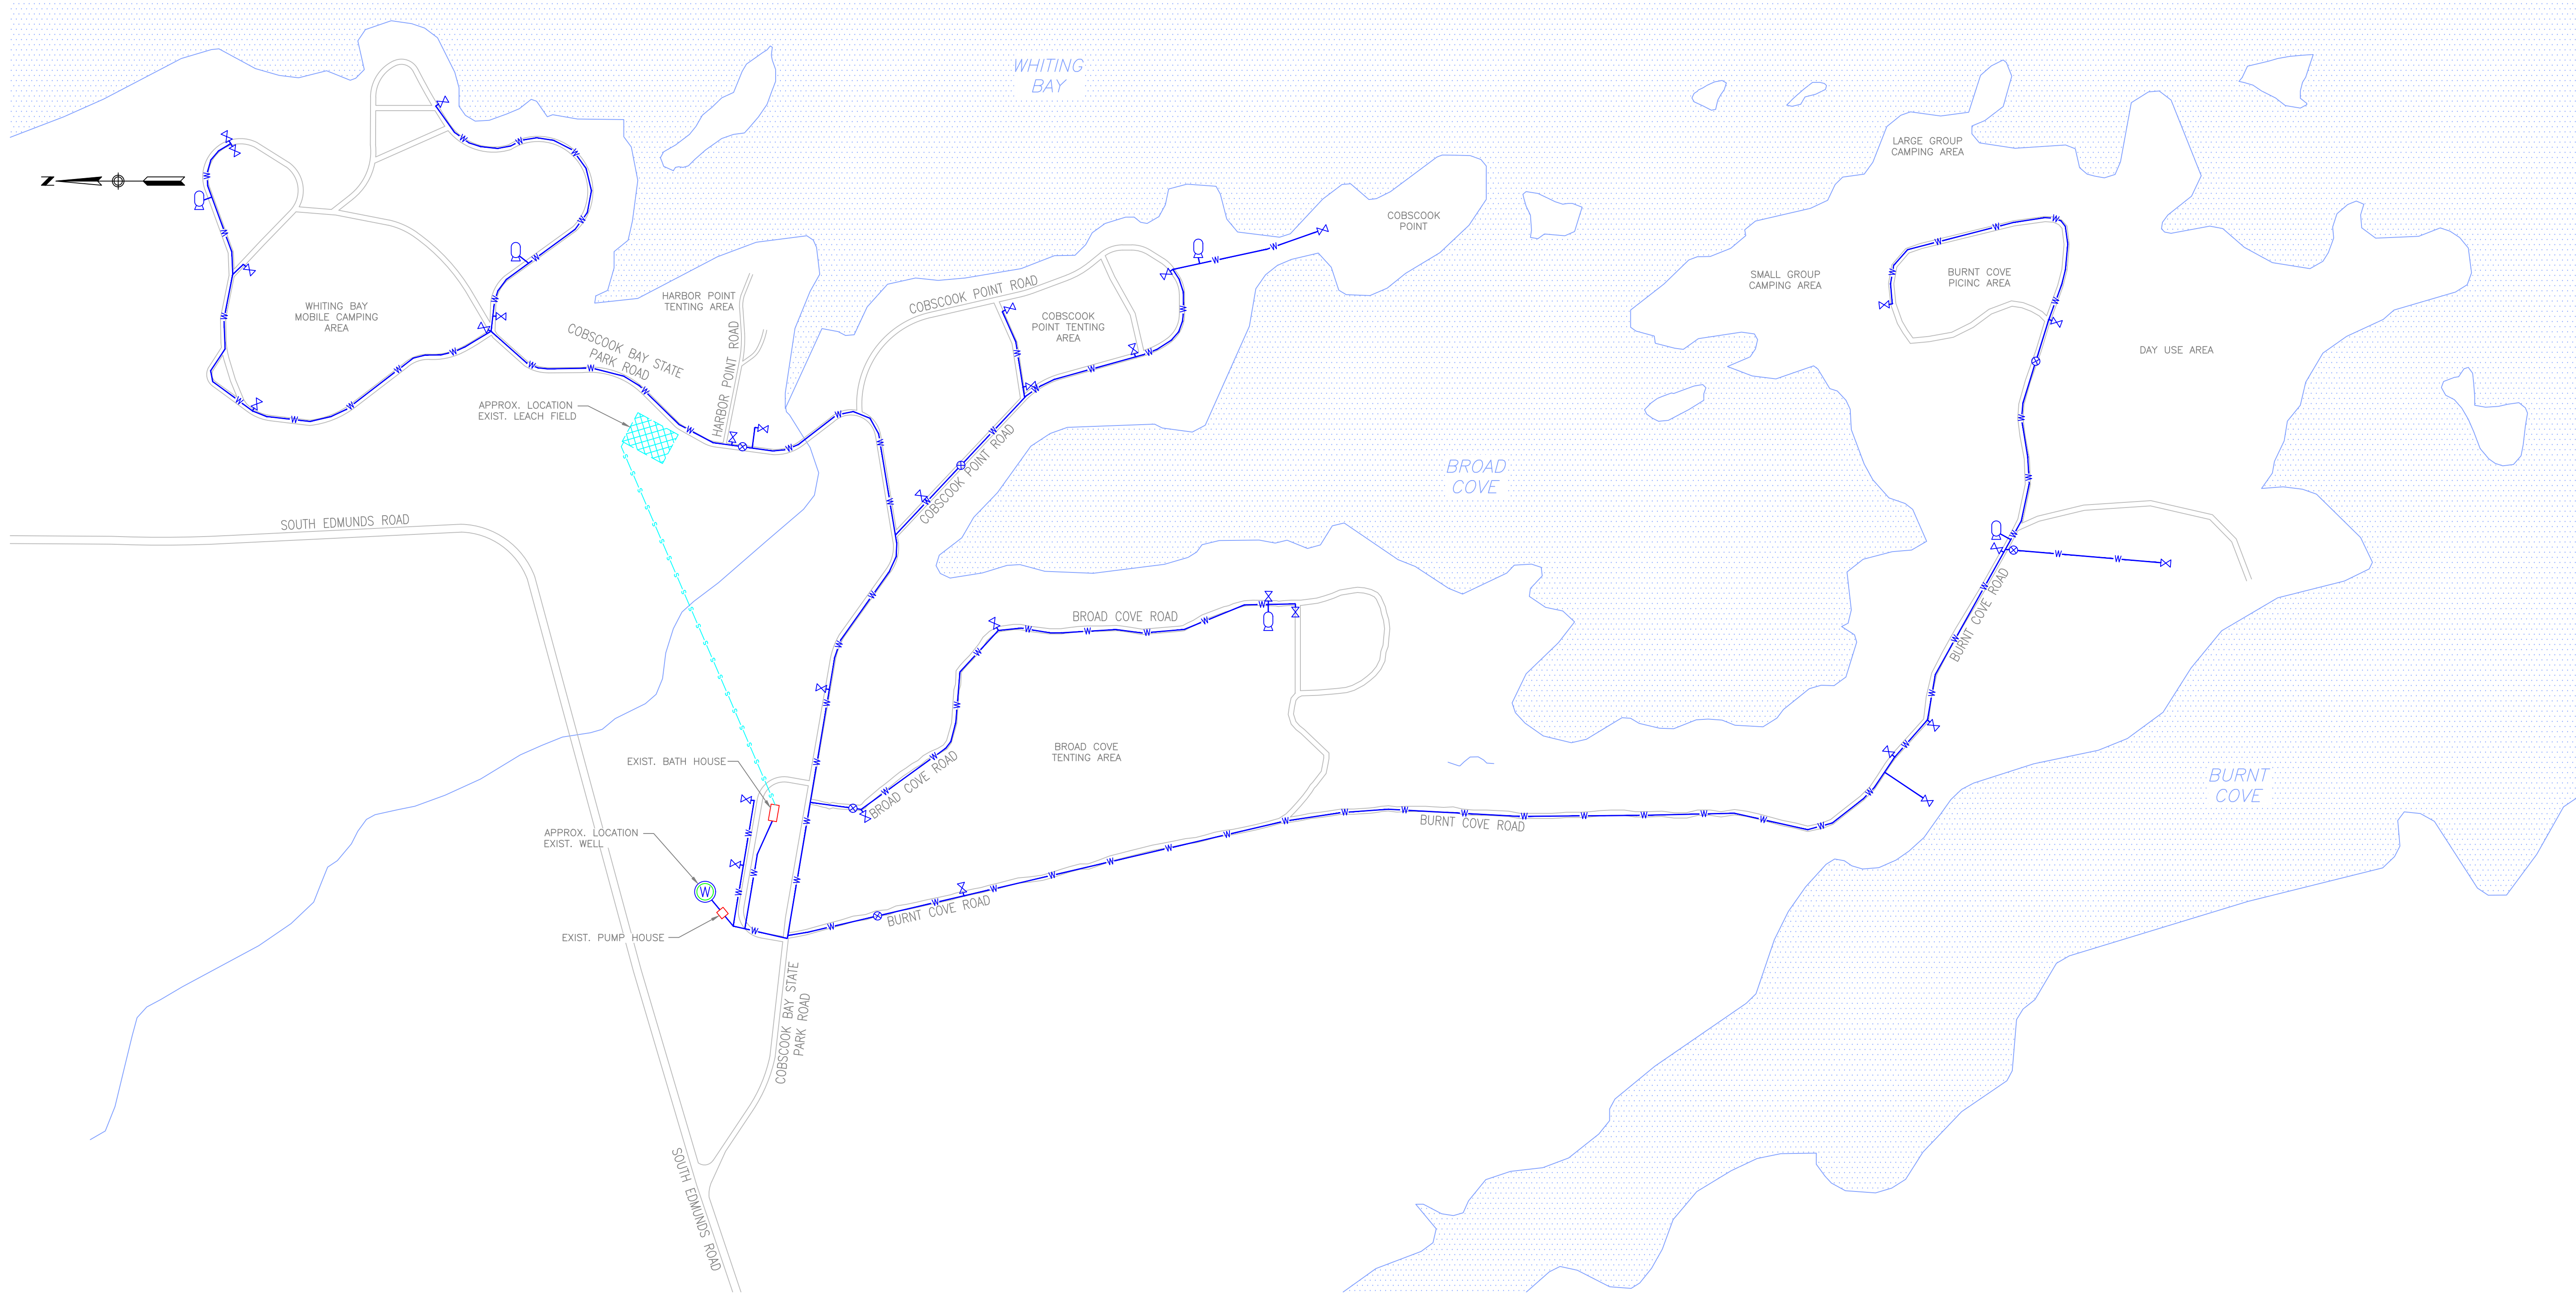 WHITING
BAY
N
LARGE GROUP
CAMPING AREA
COBSCOOK
POINT
SMALL GROUP
CAMPING AREA
BURNT COVE
PICINC AREA
WHITING BAY
MOBILE CAMPING
AREA
HARBOR POINT
TENTING AREA
COBSCOOK POINT ROAD
COBSCOOK
POINT TENTING
AREA
DAY USE AREA
COBSCOOK BAY STATE
PARK ROAD
HARBOR POINT ROAD
APPROX. LOCATION
EXIST. LEACH FIELD
COBSCOOK POINT ROAD
BROAD
COVE
SOUTH EDMUNDS ROAD
BURNT COVE ROAD
BROAD COVE ROAD
BROAD COVE
TENTING AREA
EXIST. BATH HOUSE
BROAD COVE ROAD
BURNT
COVE
BURNT COVE ROAD
APPROX. LOCATION
EXIST. WELL
W
BURNT COVE ROAD
EXIST. PUMP HOUSE
COBSCOOK BAY STATE
PARK ROAD
SOUTH EDMUNDS ROAD